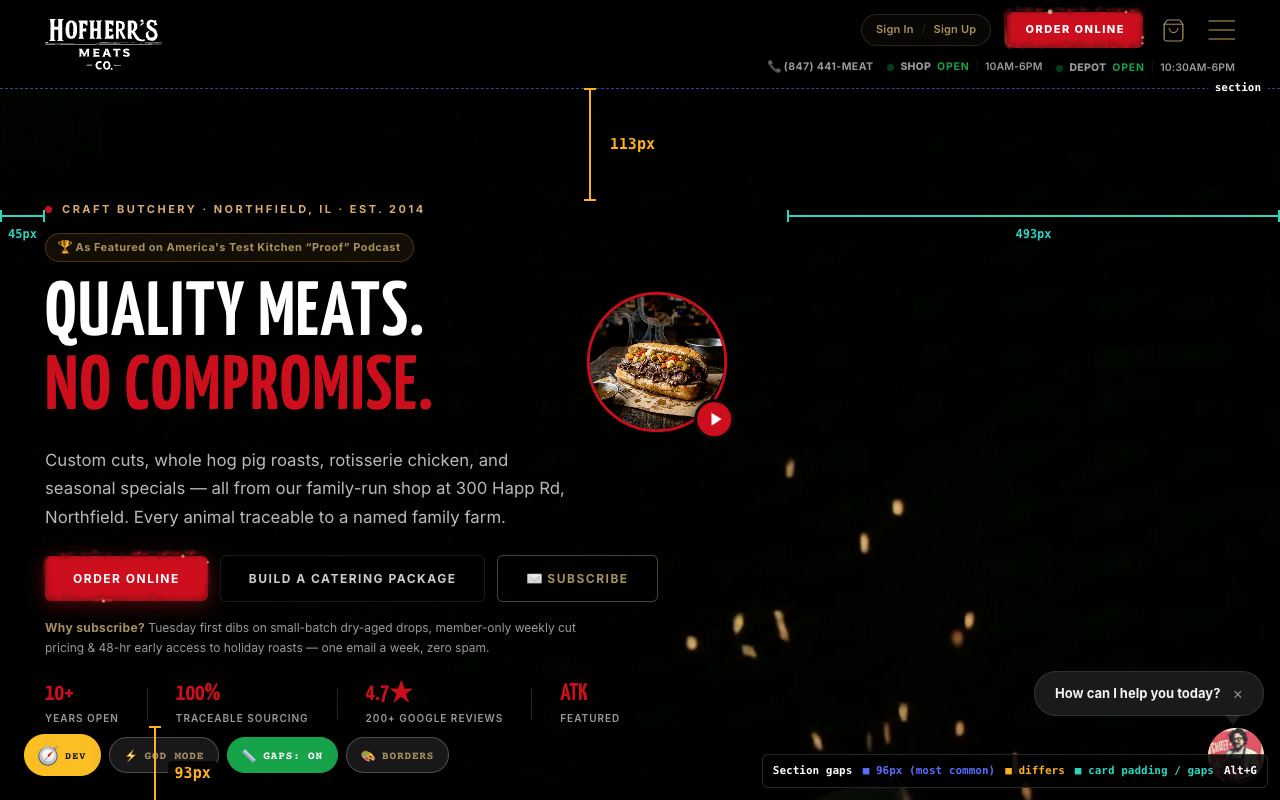 HOFHERR'S
MEATS
CO.
Sign In / Sign Up
ORDER ONLINE
(847) 441-MEAT
SHOP OPEN 10AM-6PM
DEPOT OPEN 10:30AM-6PM
section
113px
45px
493px
CRAFT BUTCHERY · NORTHFIELD, IL · EST. 2014
🏆 As Featured on America's Test Kitchen “Proof” Podcast
QUALITY MEATS.
NO COMPROMISE.
Custom cuts, whole hog pig roasts, rotisserie chicken, and
seasonal specials — all from our family-run shop at 300 Happ Rd,
Northfield. Every animal traceable to a named family farm.
ORDER ONLINE
BUILD A CATERING PACKAGE
✉️ SUBSCRIBE
Why subscribe? Tuesday first dibs on small-batch dry-aged drops, member-only weekly cut
pricing & 48-hr early access to holiday roasts — one email a week, zero spam.
10+
YEARS OPEN
100%
TRACEABLE SOURCING
4.7★
200+ GOOGLE REVIEWS
ATK
FEATURED
How can I help you today? ×
🧭 DEV
⚡ GOD MODE
GAPS: ON
🎨 BORDERS
93px
Section gaps ■ 96px (most common) ■ differs ■ card padding / gaps Alt+G